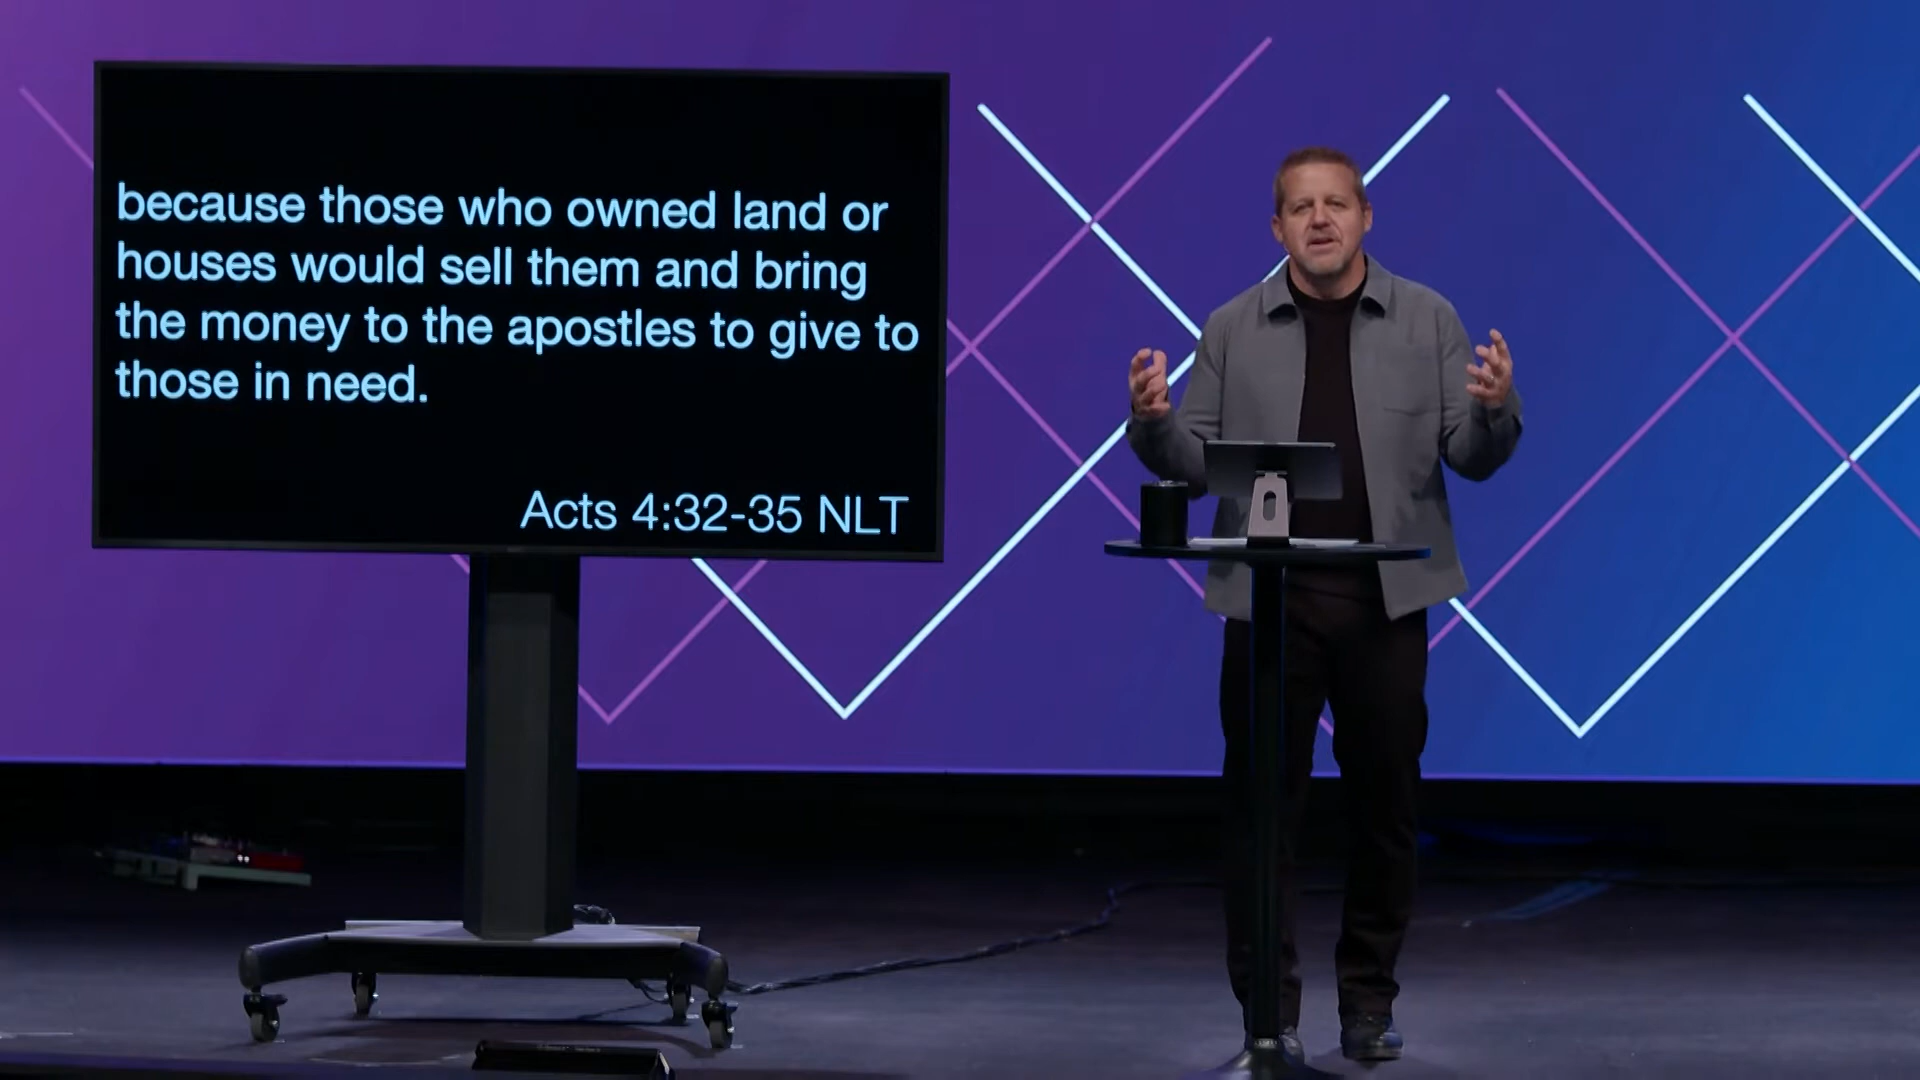 because those who owned land or
houses would sell them and bring
the money to the apostles to give to
those in need.
Acts 4:32-35 NLT